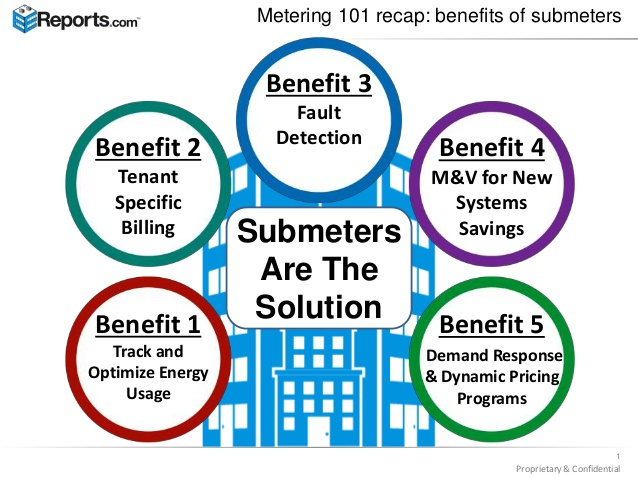 EEReports.com™
Metering 101 recap: benefits of submeters
Benefit 1
Track and
Optimize Energy
Usage
Benefit 2
Tenant
Specific
Billing
Benefit 3
Fault
Detection
Benefit 4
M&V for New
Systems
Savings
Benefit 5
Demand Response
& Dynamic Pricing
Programs
Submeters
Are The
Solution
1
Proprietary & Confidential